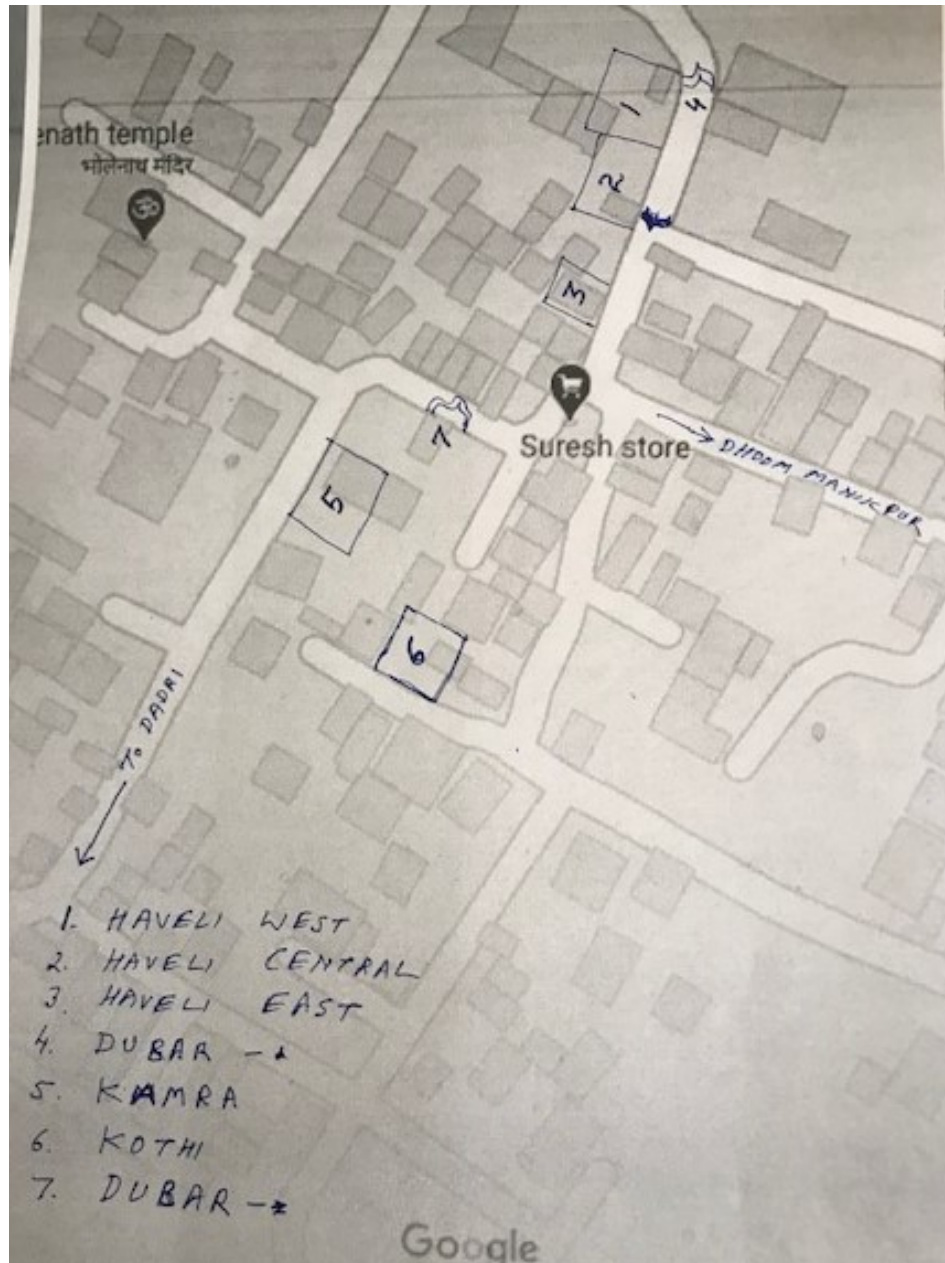 enath temple
भोलेनाथ मंदिर
1
4
2
3
7
Suresh store
DHOOM MANIKPUR
5
6
TO DADRI
1. HAVELI WEST
2. HAVELI CENTRAL
3. HAVELI EAST
4. DUBAR -
5. KAMRA
6. KOTHI
7. DUBAR -
Google